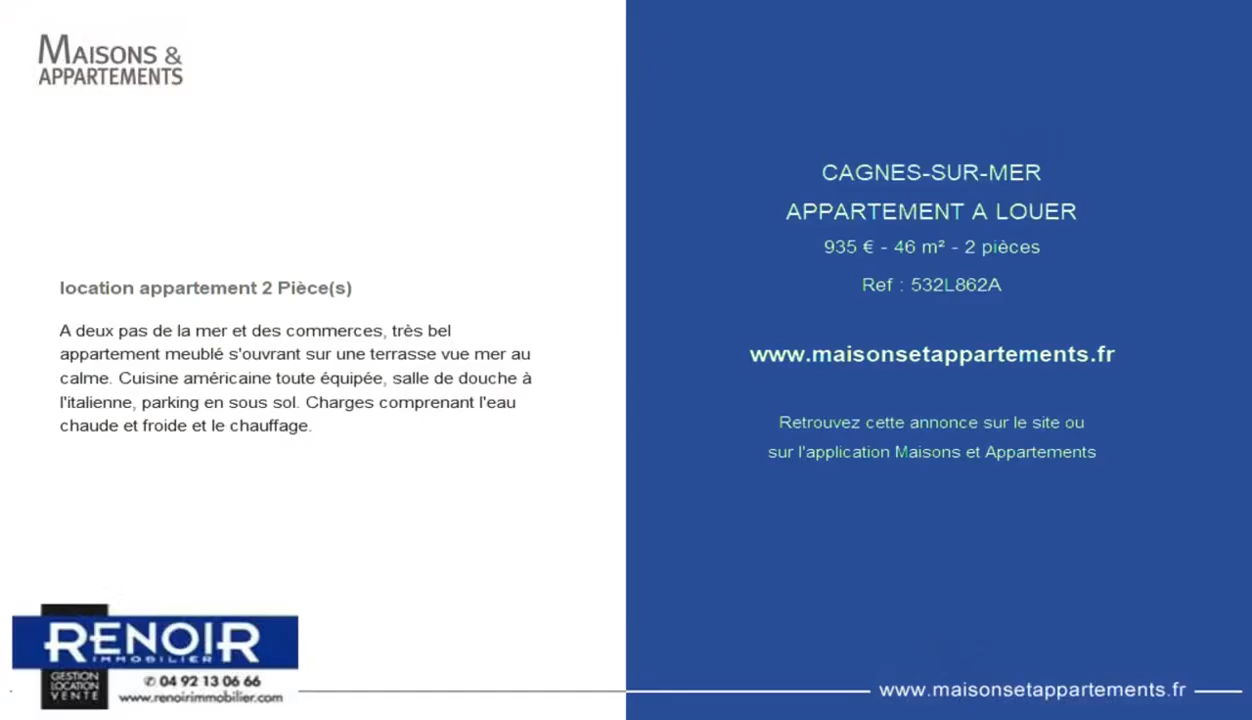 MAISONS &
APPARTEMENTS
location appartement 2 Pièce(s)
A deux pas de la mer et des commerces, très bel
appartement meublé s'ouvrant sur une terrasse vue mer au
calme. Cuisine américaine toute équipée, salle de douche à
l'italienne, parking en sous sol. Charges comprenant l'eau
chaude et froide et le chauffage.
RENOIR
IMMOBILIER
GESTION
LOCATION
VENTE
✆ 04 92 13 06 66
www.renoirimmobilier.com
CAGNES-SUR-MER
APPARTEMENT A LOUER
935 € - 46 m² - 2 pièces
Ref : 532L862A
www.maisonsetappartements.fr
Retrouvez cette annonce sur le site ou
sur l'application Maisons et Appartements
www.maisonsetappartements.fr